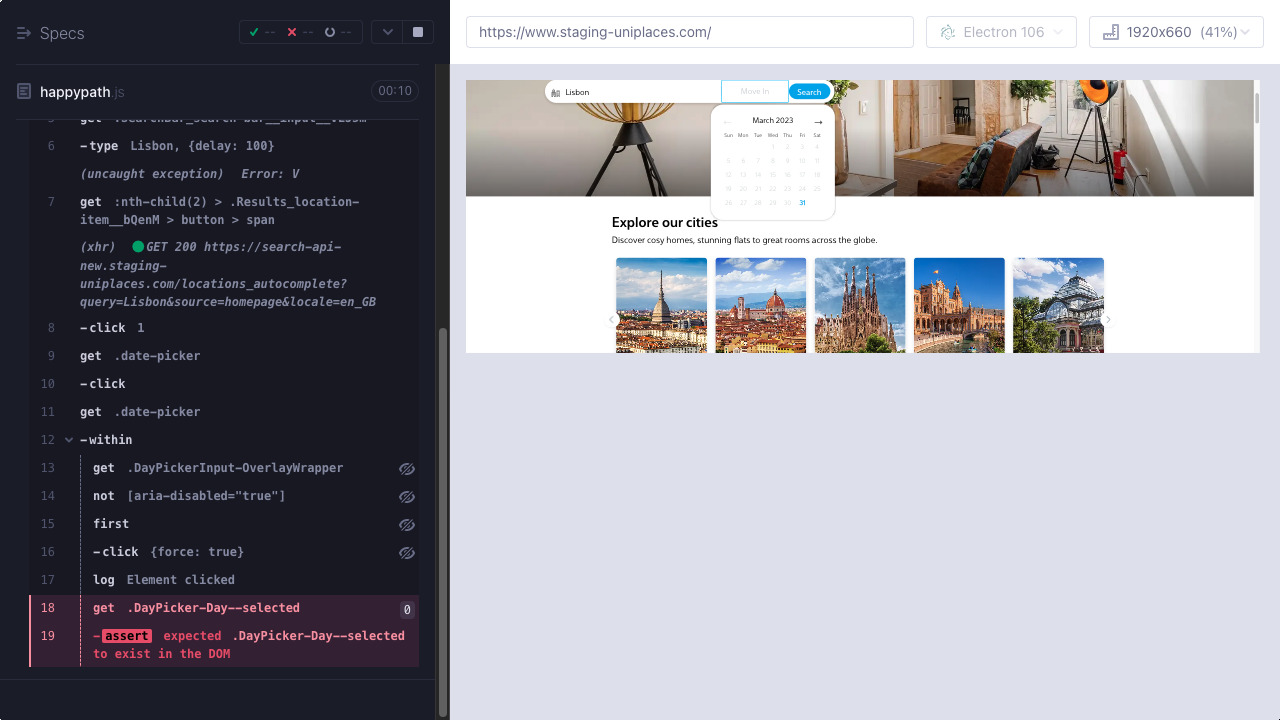 Specs
-- -- --
https://www.staging-uniplaces.com/
Electron 106
1920x660 (41%)
happypath.js
00:10
6 -type Lisbon, {delay: 100}
(uncaught exception) Error: V
7 get :nth-child(2) > .Results_location-
item__bQenM > button > span
(xhr) GET 200 https://search-api-
new.staging-
uniplaces.com/locations_autocomplete?
query=Lisbon&source=homepage&locale=en_GB
8 -click 1
9 get .date-picker
10 -click
11 get .date-picker
12 -within
13 get .DayPickerInput-OverlayWrapper
14 not [aria-disabled="true"]
15 first
16 -click {force: true}
17 log Element clicked
18 get .DayPicker-Day--selected 0
19 -assert expected .DayPicker-Day--selected
to exist in the DOM
Lisbon
Move in
Search
← March 2023 →
Sun Mon Tue Wed Thu Fri Sat
1 2 3 4
5 6 7 8 9 10 11
12 13 14 15 16 17 18
19 20 21 22 23 24 25
26 27 28 29 30 31
Explore our cities
Discover cosy homes, stunning flats to great rooms across the globe.